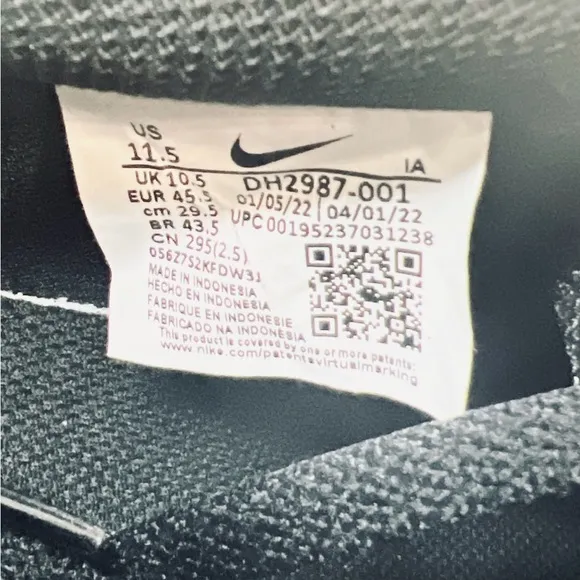 US
11.5
IA
UK 10.5
DH2987-001
EUR 45.5
01/05/22 | 04/01/22
cm 29.5
UPC 00195237031238
BR 43.5
CN 295(2.5)
0562752KFDW3J
MADE IN INDONESIA
HECHO EN INDONESIA
FABRIQUE EN INDONESIE
FABRICADO NA INDONESIA
This product is covered by one or more patents:
www.nike.com/patentsvirtualmarking